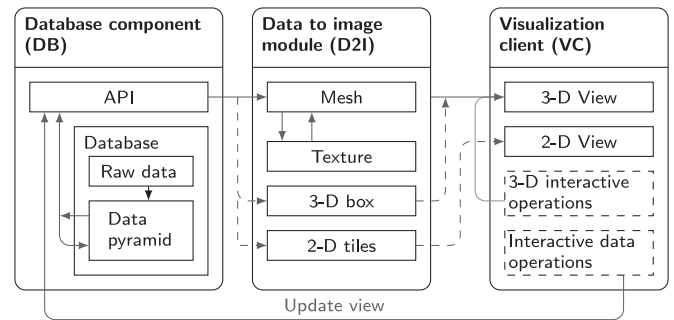 Database component
(DB)
API
Database
Raw data
Data
pyramid
Data to image
module (D2I)
Mesh
Texture
3-D box
2-D tiles
Visualization
client (VC)
3-D View
2-D View
3-D interactive
operations
Interactive data
operations
Update view